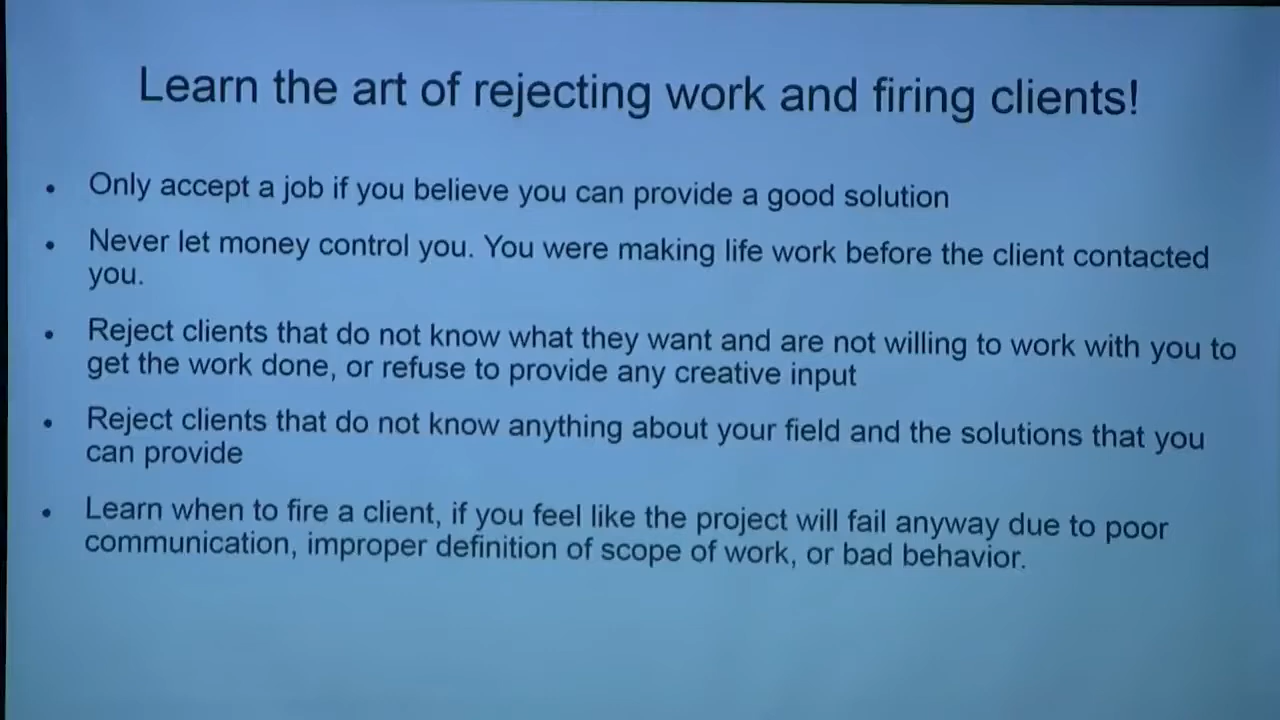 Learn the art of rejecting work and firing clients!
• Only accept a job if you believe you can provide a good solution
• Never let money control you. You were making life work before the client contacted
you.
• Reject clients that do not know what they want and are not willing to work with you to
get the work done, or refuse to provide any creative input
• Reject clients that do not know anything about your field and the solutions that you
can provide
• Learn when to fire a client, if you feel like the project will fail anyway due to poor
communication, improper definition of scope of work, or bad behavior.